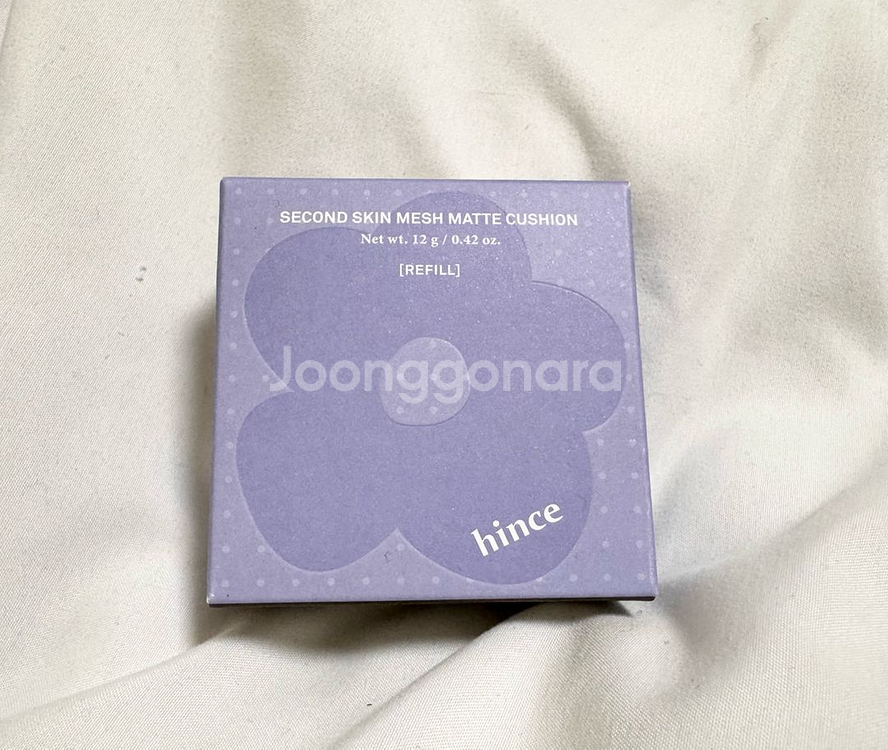 SECOND SKIN MESH MATTE CUSHION
Net wt. 12 g / 0.42 oz.
[REFILL]
Joonggonara
hince